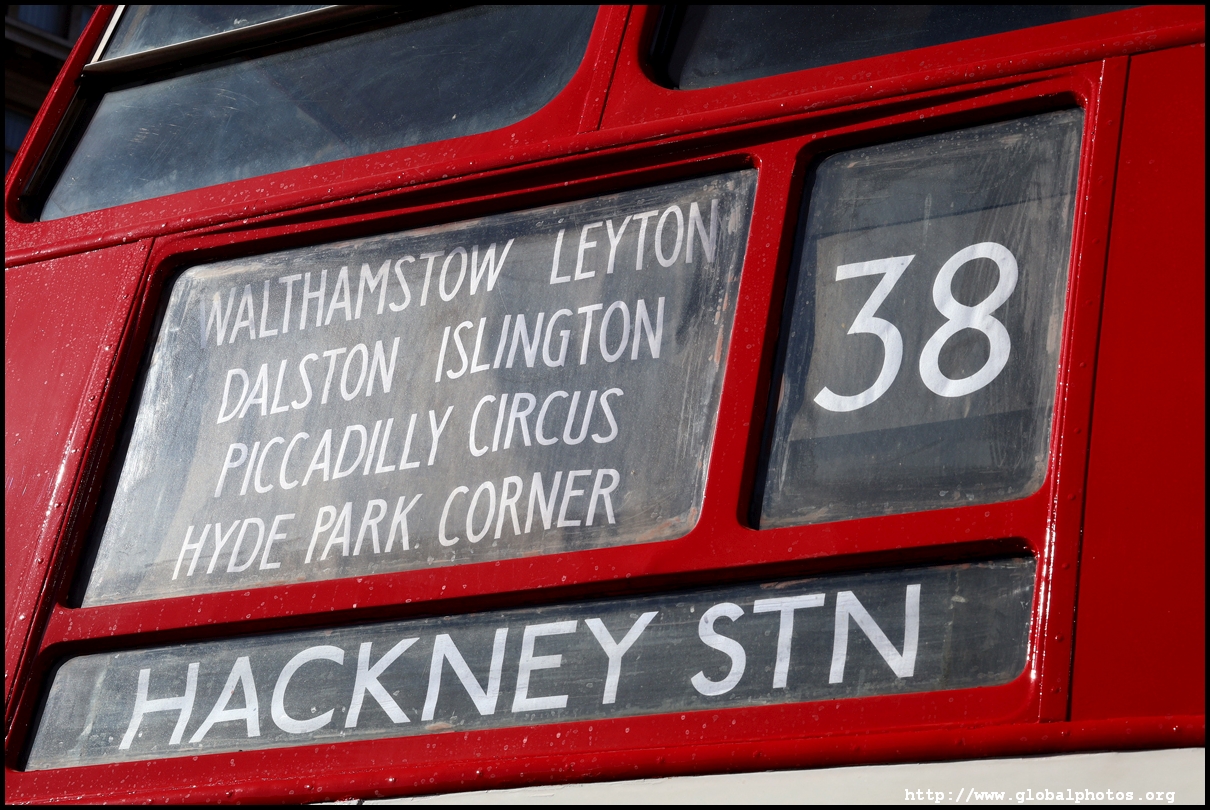 WALTHAMSTOW LEYTON
DALSTON ISLINGTON
PICCADILLY CIRCUS
HYDE PARK CORNER
38
HACKNEY STN
http://www.globalphotos.org